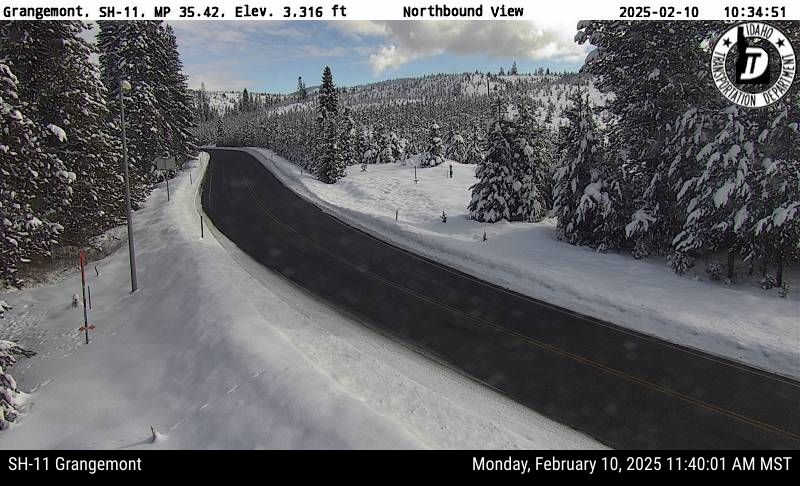 Grangemont, SH-11, MP 35.42, Elev. 3,316 ft Northbound View 2025-02-10 10:34:51
IDAHO
TRANSPORTATION DEPARTMENT
SH-11 Grangemont Monday, February 10, 2025 11:40:01 AM MST